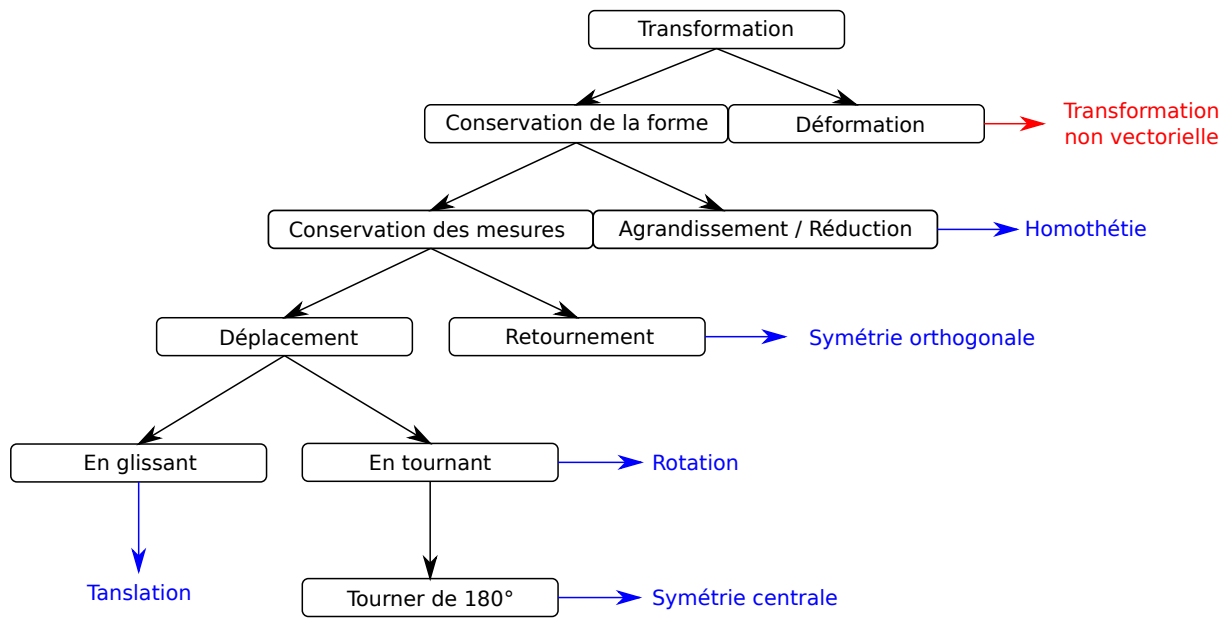 Transformation
Conservation de la forme
Déformation
Transformation
non vectorielle
Conservation des mesures
Agrandissement / Réduction
Homothétie
Déplacement
Retournement
Symétrie orthogonale
En glissant
En tournant
Rotation
Tanslation
Tourner de 180°
Symétrie centrale